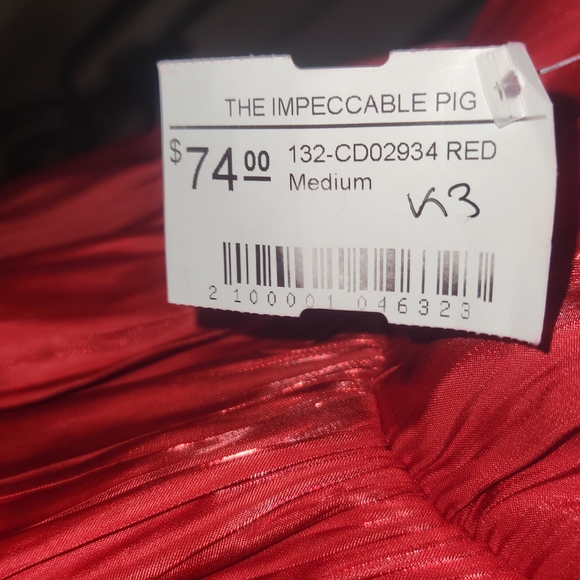 THE IMPECCABLE PIG
$74.00 132-CD02934 RED
Medium
K3
2 100001 046323